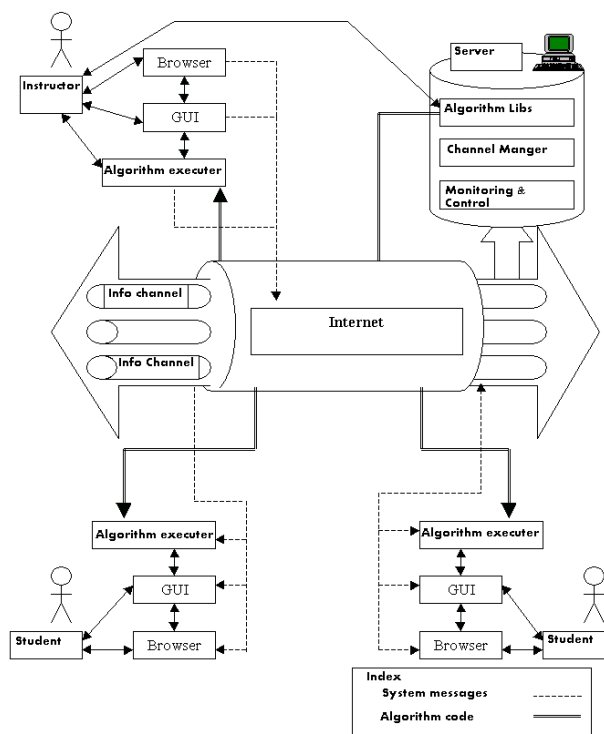 Browser
Server
Instructor
GUI
Algorithm Libs
Algorithm executer
Channel Manger
Monitoring &
Control
Info channel
Internet
Info Channel
Algorithm executer
Algorithm executer
GUI
GUI
Student
Browser
Browser
Student
Index
System messages
Algorithm code